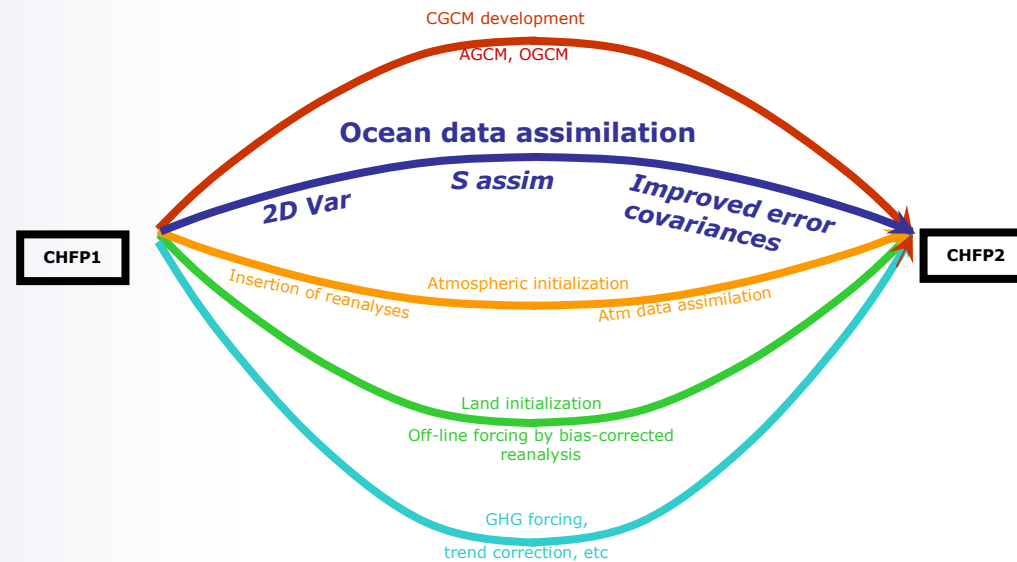 CGCM development
AGCM, OGCM
Ocean data assimilation
2D Var
S assim
Improved error
covariances
CHFP1
CHFP2
Atmospheric initialization
Insertion of reanalyses
Atm data assimilation
Land initialization
Off-line forcing by bias-corrected
reanalysis
GHG forcing,
trend correction, etc